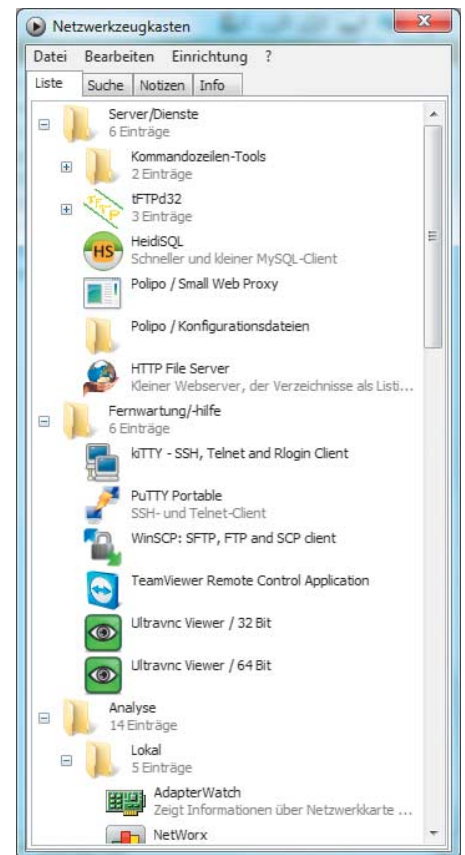 Netzwerkzeugkasten
Datei Bearbeiten Einrichtung ?
Liste Suche Notizen Info
Server/Dienste
6 Einträge
Kommandozeilen-Tools
2 Einträge
TFTP
tFTPd32
3 Einträge
HS
HeidiSQL
Schneller und kleiner MySQL-Client
Polipo / Small Web Proxy
Polipo / Konfigurationsdateien
HTTP File Server
Kleiner Webserver, der Verzeichnisse als Listi...
Fernwartung/-hilfe
6 Einträge
kiTTY - SSH, Telnet and Rlogin Client
PuTTY Portable
SSH- und Telnet-Client
WinSCP: SFTP, FTP and SCP client
TeamViewer Remote Control Application
Ultravnc Viewer / 32 Bit
Ultravnc Viewer / 64 Bit
Analyse
14 Einträge
Lokal
5 Einträge
AdapterWatch
Zeigt Informationen über Netzwerkkarte ...
NetWorx